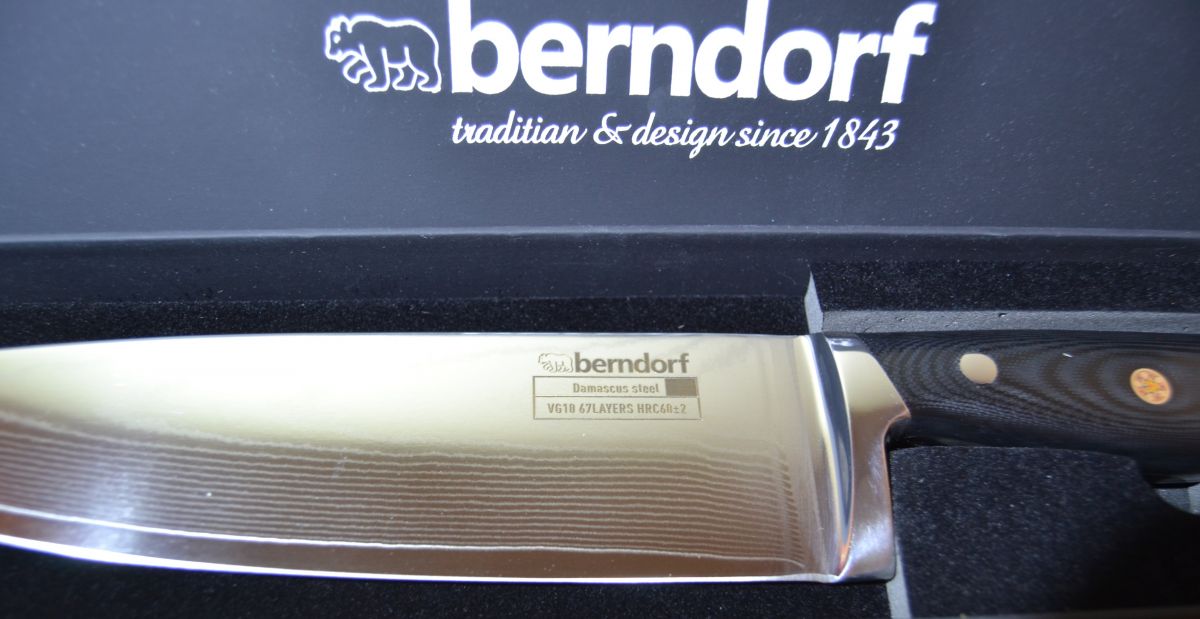 berndorf
traditian & design since 1843
berndorf
Damascus steel
VG10 67LAYERS HRC60±2